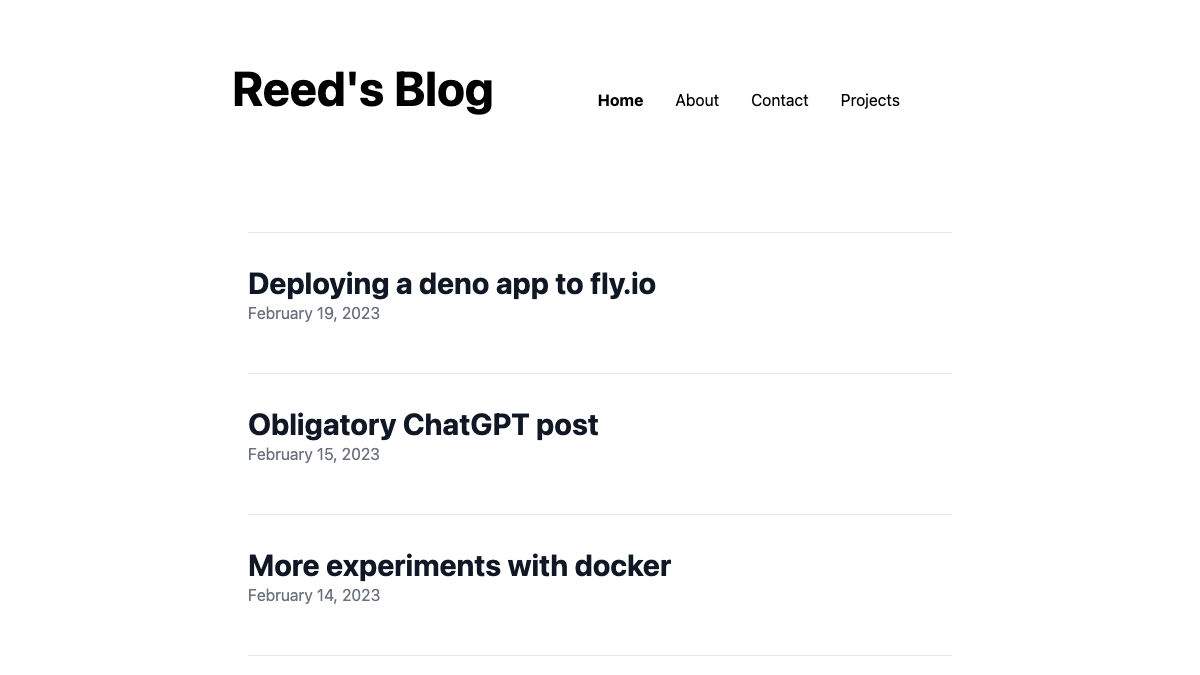 Reed's Blog
Home About Contact Projects
Deploying a deno app to fly.io
February 19, 2023
Obligatory ChatGPT post
February 15, 2023
More experiments with docker
February 14, 2023